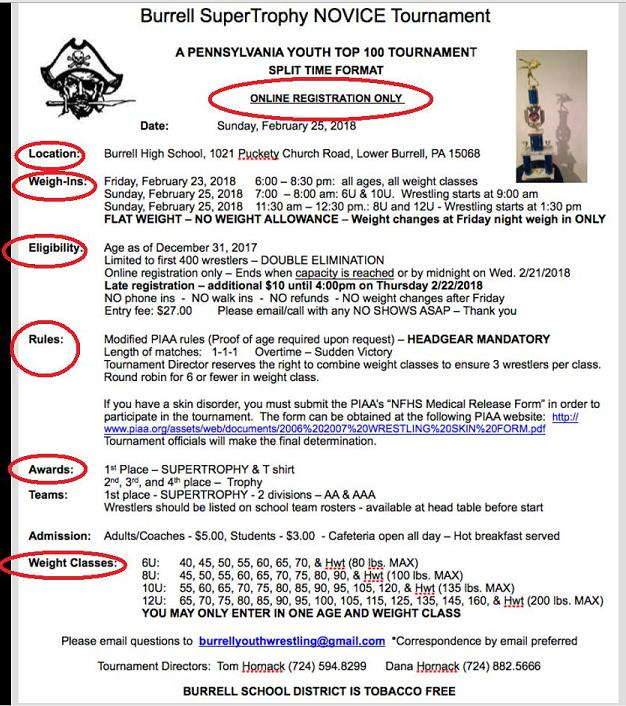 Burrell SuperTrophy NOVICE Tournament
A PENNSYLVANIA YOUTH TOP 100 TOURNAMENT
SPLIT TIME FORMAT
ONLINE REGISTRATION ONLY
Date: Sunday, February 25, 2018
Location: Burrell High School, 1021 Puckety Church Road, Lower Burrell, PA 15068
Weigh-Ins: Friday, February 23, 2018 6:00 – 8:30 pm: all ages, all weight classes
Sunday, February 25, 2018 7:00 – 8:00 am: 6U & 10U. Wrestling starts at 9:00 am
Sunday, February 25, 2018 11:30 am – 12:30 pm.: 8U and 12U - Wrestling starts at 1:30 pm
FLAT WEIGHT – NO WEIGHT ALLOWANCE – Weight changes at Friday night weigh in ONLY
Eligibility: Age as of December 31, 2017
Limited to first 400 wrestlers – DOUBLE ELIMINATION
Online registration only – Ends when capacity is reached or by midnight on Wed. 2/21/2018
Late registration – additional $10 until 4:00pm on Thursday 2/22/2018
NO phone ins - NO walk ins - NO refunds - NO weight changes after Friday
Entry fee: $27.00 Please email/call with any NO SHOWS ASAP – Thank you
Rules: Modified PIAA rules (Proof of age required upon request) – HEADGEAR MANDATORY
Length of matches: 1-1-1 Overtime – Sudden Victory
Tournament Director reserves the right to combine weight classes to ensure 3 wrestlers per class.
Round robin for 6 or fewer in weight class.
If you have a skin disorder, you must submit the PIAA's “NFHS Medical Release Form” in order to
participate in the tournament. The form can be obtained at the following PIAA website: http://
www.piaa.org/assets/web/documents/2006%202007%20WRESTLING%20SKIN%20FORM.pdf
Tournament officials will make the final determination.
Awards: 1st Place – SUPERTROPHY & T shirt
2nd, 3rd, and 4th place – Trophy
Teams: 1st place - SUPERTROPHY - 2 divisions – AA & AAA
Wrestlers should be listed on school team rosters - available at head table before start
Admission: Adults/Coaches - $5.00, Students - $3.00 - Cafeteria open all day – Hot breakfast served
Weight Classes: 6U: 40, 45, 50, 55, 60, 65, 70, & Hwt (80 lbs. MAX)
8U: 45, 50, 55, 60, 65, 70, 75, 80, 90, & Hwt (100 lbs. MAX)
10U: 55, 60, 65, 70, 75, 80, 85, 90, 95, 105, 120, & Hwt (135 lbs. MAX)
12U: 65, 70, 75, 80, 85, 90, 95, 100, 105, 115, 125, 135, 145, 160, & Hwt (200 lbs. MAX)
YOU MAY ONLY ENTER IN ONE AGE AND WEIGHT CLASS
Please email questions to burrellyouthwrestling@gmail.com *Correspondence by email preferred
Tournament Directors: Tom Hornack (724) 594.8299 Dana Hornack (724) 882.5666
BURRELL SCHOOL DISTRICT IS TOBACCO FREE